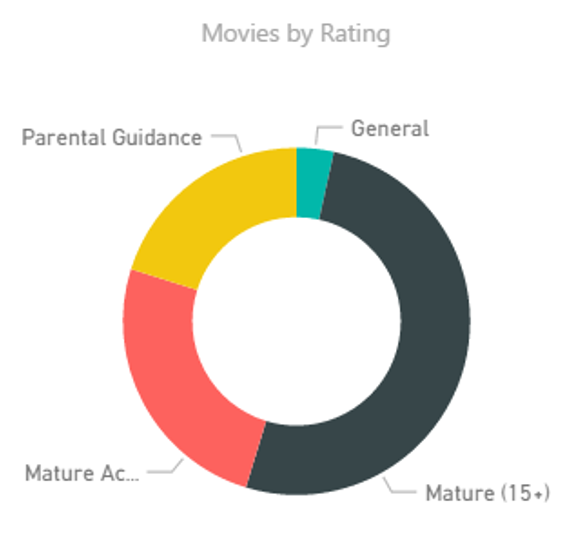 Movies by Rating
General
Parental Guidance
Mature Ac...
Mature (15+)